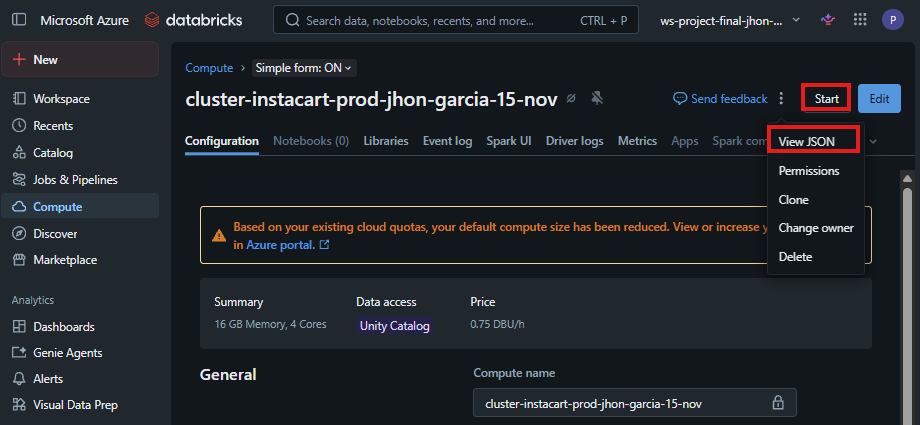 Microsoft Azure
databricks
Search data, notebooks, recents, and more...
CTRL + P
ws-project-final-jhon-...
P
New
Workspace
Recents
Catalog
Jobs & Pipelines
Compute
Discover
Marketplace
Analytics
Dashboards
Genie Agents
Alerts
Visual Data Prep
Compute
Simple form: ON
cluster-instacart-prod-jhon-garcia-15-nov
Send feedback
Start
Edit
View JSON
Permissions
Clone
Change owner
Delete
Configuration Notebooks (0) Libraries Event log Spark UI Driver logs Metrics Apps Spark com
Based on your existing cloud quotas, your default compute size has been reduced. View or increase
in Azure portal.
Summary Data access Price
16 GB Memory, 4 Cores Unity Catalog 0.75 DBU/h
General
Compute name
cluster-instacart-prod-jhon-garcia-15-nov